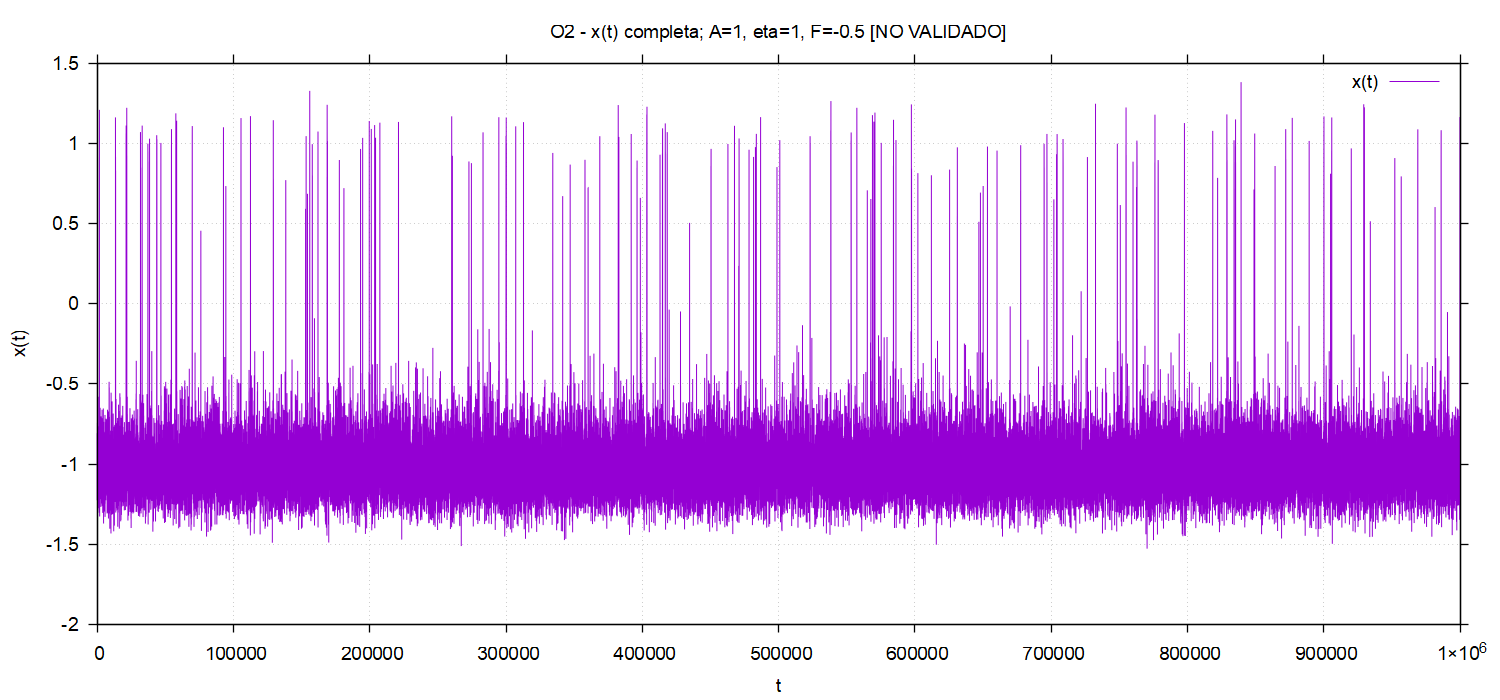 O2 - x(t) completa; A=1, eta=1, F=-0.5 [NO VALIDADO]
1.5
x(t)
1
0.5
0
x(t)
-0.5
-1
-1.5
-2
0 100000 200000 300000 400000 500000 600000 700000 800000 900000 1×10⁶
t